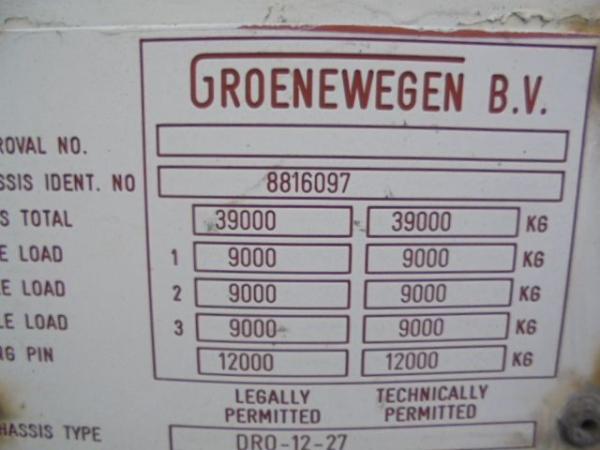 GROENEWEGEN B.V.
ROVAL NO.
SSIS IDENT. NO 8816097
S TOTAL 39000 39000 KG
E LOAD 1 9000 9000 KG
LE LOAD 2 9000 9000 KG
LE LOAD 3 9000 9000 KG
NG PIN 12000 12000 KG
LEGALLY TECHNICALLY
PERMITTED PERMITTED
HASSIS TYPE DRO-12-27